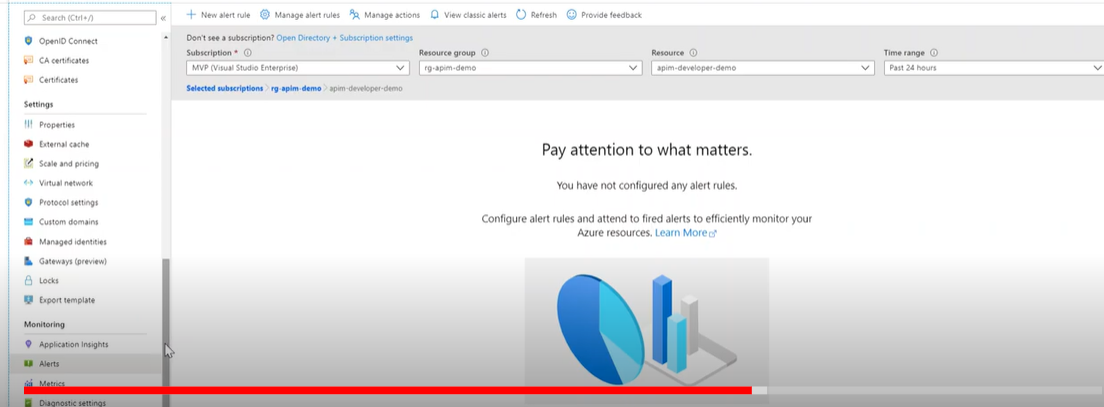 Search (Ctrl+/)
«
OpenID Connect
CA certificates
Certificates
Settings
Properties
External cache
Scale and pricing
Virtual network
Protocol settings
Custom domains
Managed identities
Gateways (preview)
Locks
Export template
Monitoring
Application Insights
Alerts
Metrics
Diagnostic settings
New alert rule Manage alert rules Manage actions View classic alerts Refresh Provide feedback
Don't see a subscription? Open Directory + Subscription settings
Subscription * Resource group Resource Time range
MVP (Visual Studio Enterprise) rg-apim-demo apim-developer-demo Past 24 hours
Selected subscriptions > rg-apim-demo > apim-developer-demo
Pay attention to what matters.
You have not configured any alert rules.
Configure alert rules and attend to fired alerts to efficiently monitor your
Azure resources. Learn More